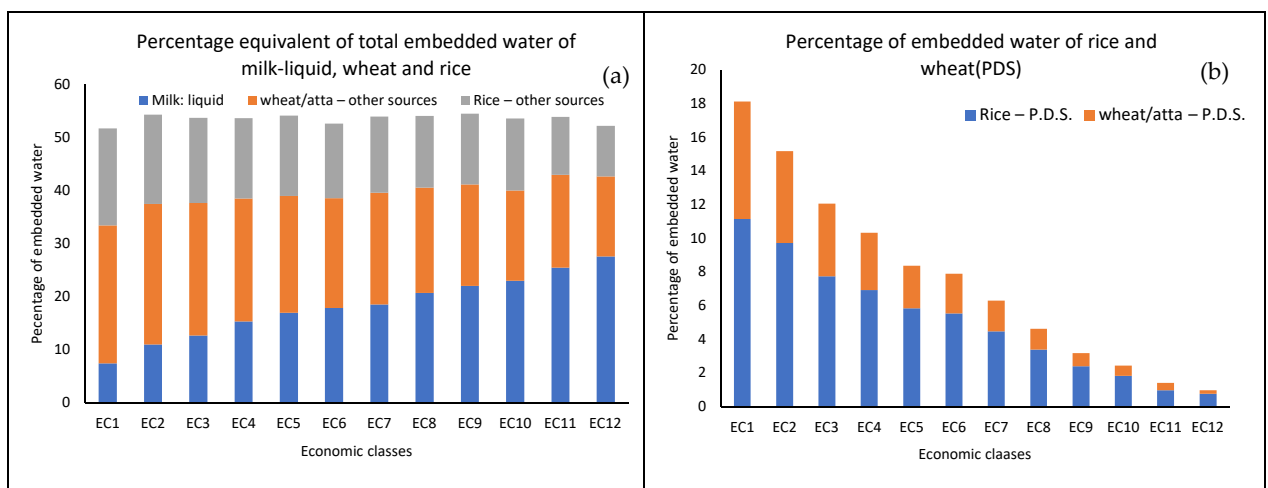 Percentage equivalent of total embedded water of
milk-liquid, wheat and rice
(a)
60
50
40
30
20
10
0
Pecentage of embedded water
Milk: liquid
wheat/atta – other sources
Rice – other sources
EC1 EC2 EC3 EC4 EC5 EC6 EC7 EC8 EC9 EC10 EC11 EC12
Economic classes
Percentage of embedded water of rice and
wheat(PDS)
(b)
20
18
16
14
12
10
8
6
4
2
0
Percentage of embedded water
Rice – P.D.S.
wheat/atta – P.D.S.
EC1 EC2 EC3 EC4 EC5 EC6 EC7 EC8 EC9 EC10 EC11 EC12
Economic claases